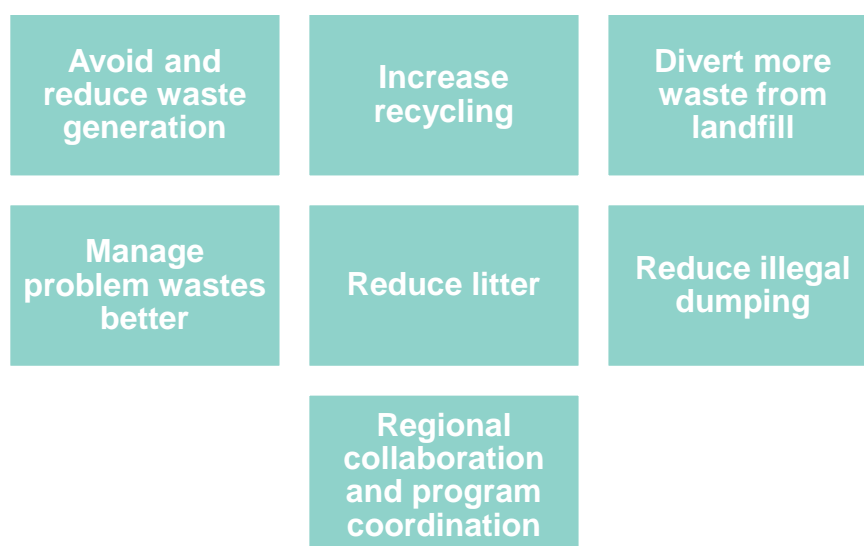 Avoid and
reduce waste
generation
Increase
recycling
Divert more
waste from
landfill
Manage
problem wastes
better
Reduce litter
Reduce illegal
dumping
Regional
collaboration
and program
coordination